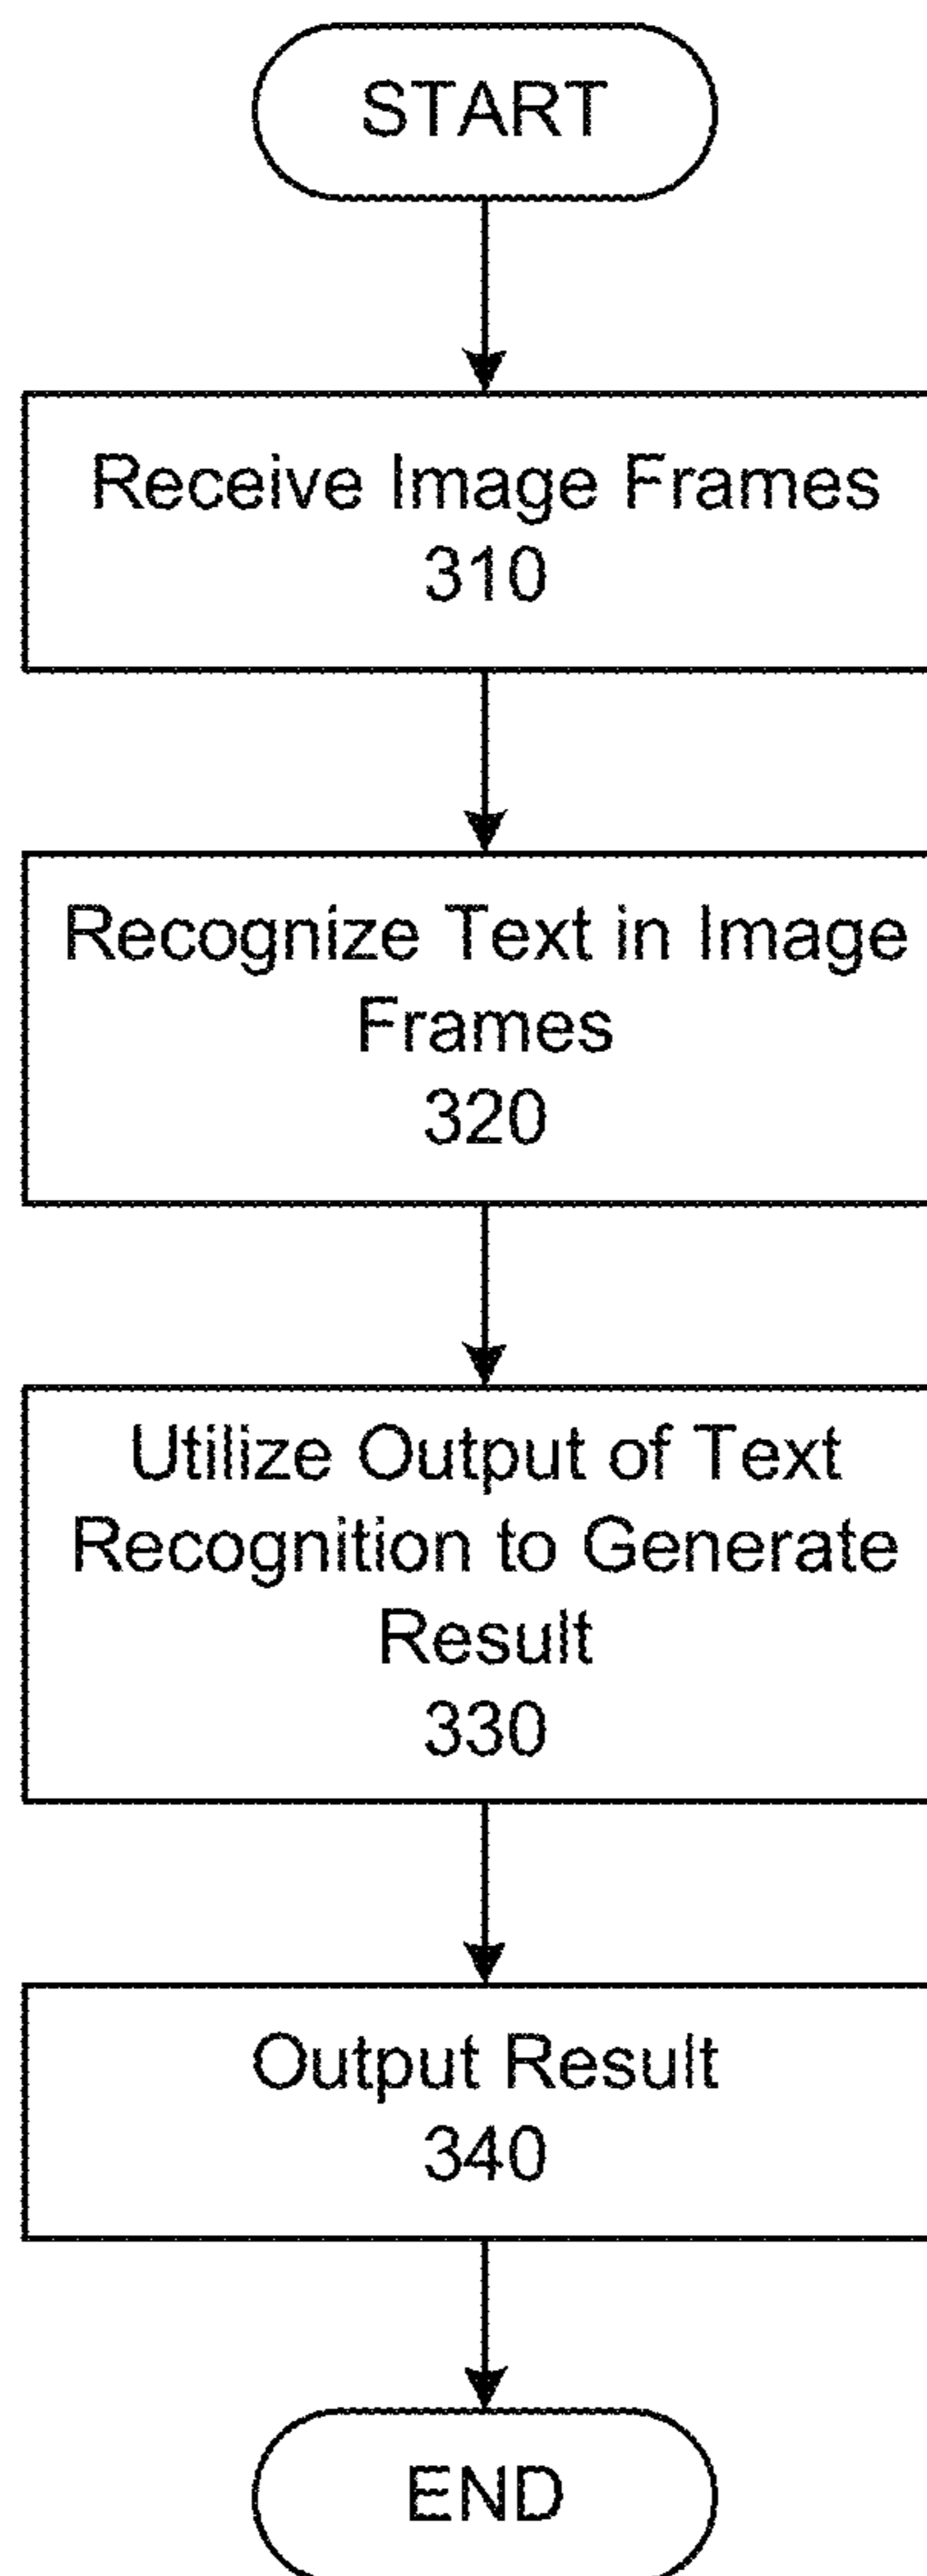 START
Receive Image Frames
310
Recognize Text in Image
Frames
320
Utilize Output of Text
Recognition to Generate
Result
330
Output Result
340
END